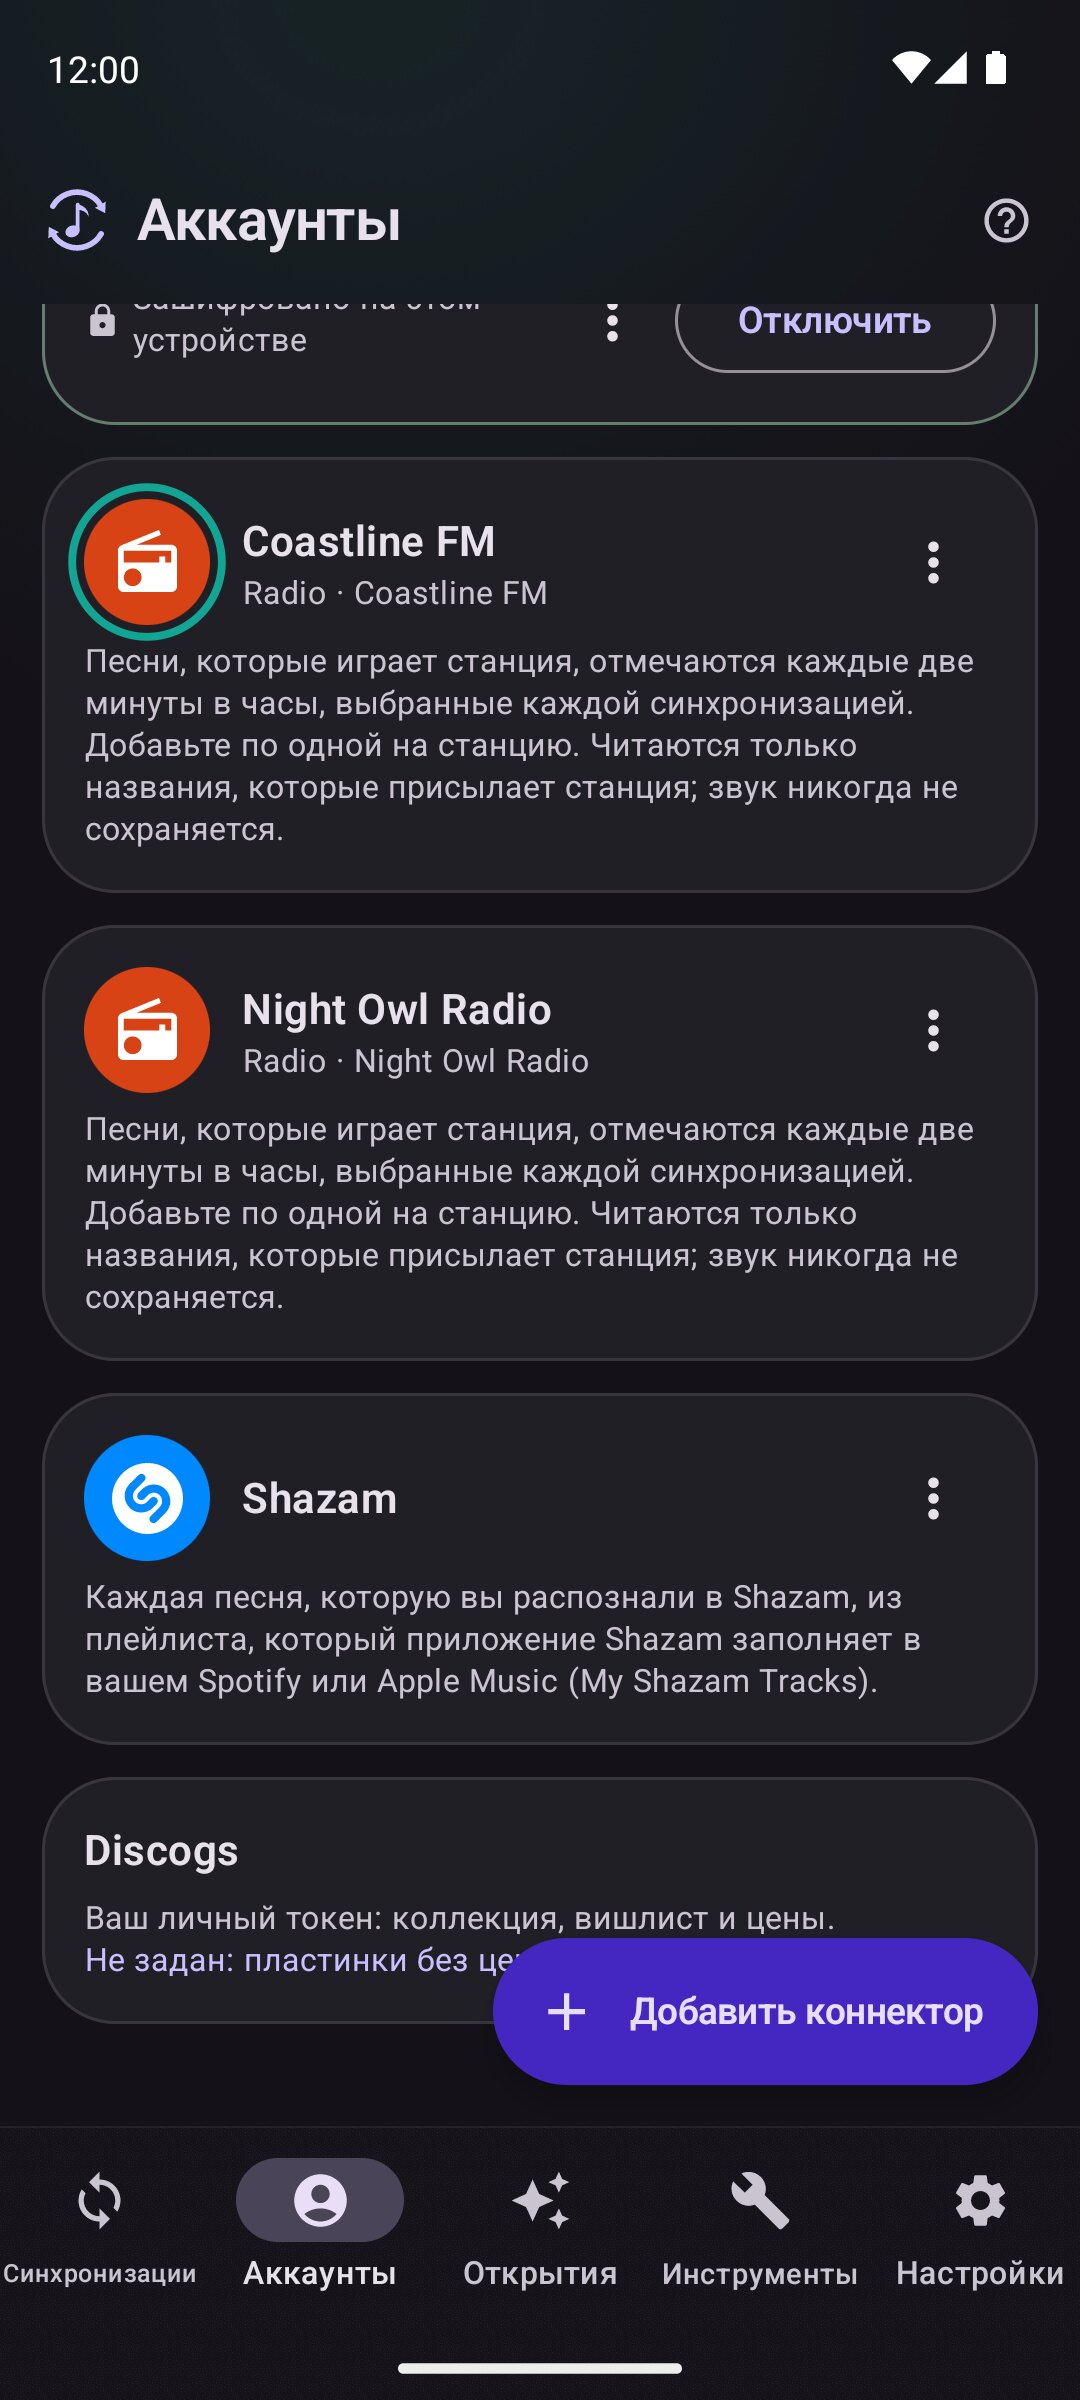 12:00
Аккаунты
Зашифровано на этом
устройстве
Отключить
Coastline FM
Radio · Coastline FM
Песни, которые играет станция, отмечаются каждые две
минуты в часы, выбранные каждой синхронизацией.
Добавьте по одной на станцию. Читаются только
названия, которые присылает станция; звук никогда не
сохраняется.
Night Owl Radio
Radio · Night Owl Radio
Песни, которые играет станция, отмечаются каждые две
минуты в часы, выбранные каждой синхронизацией.
Добавьте по одной на станцию. Читаются только
названия, которые присылает станция; звук никогда не
сохраняется.
Shazam
Каждая песня, которую вы распознали в Shazam, из
плейлиста, который приложение Shazam заполняет в
вашем Spotify или Apple Music (My Shazam Tracks).
Discogs
Ваш личный токен: коллекция, вишлист и цены.
Не задан: пластинки без
Добавить коннектор
Синхронизации
Аккаунты
Открытия
Инструменты
Настройки